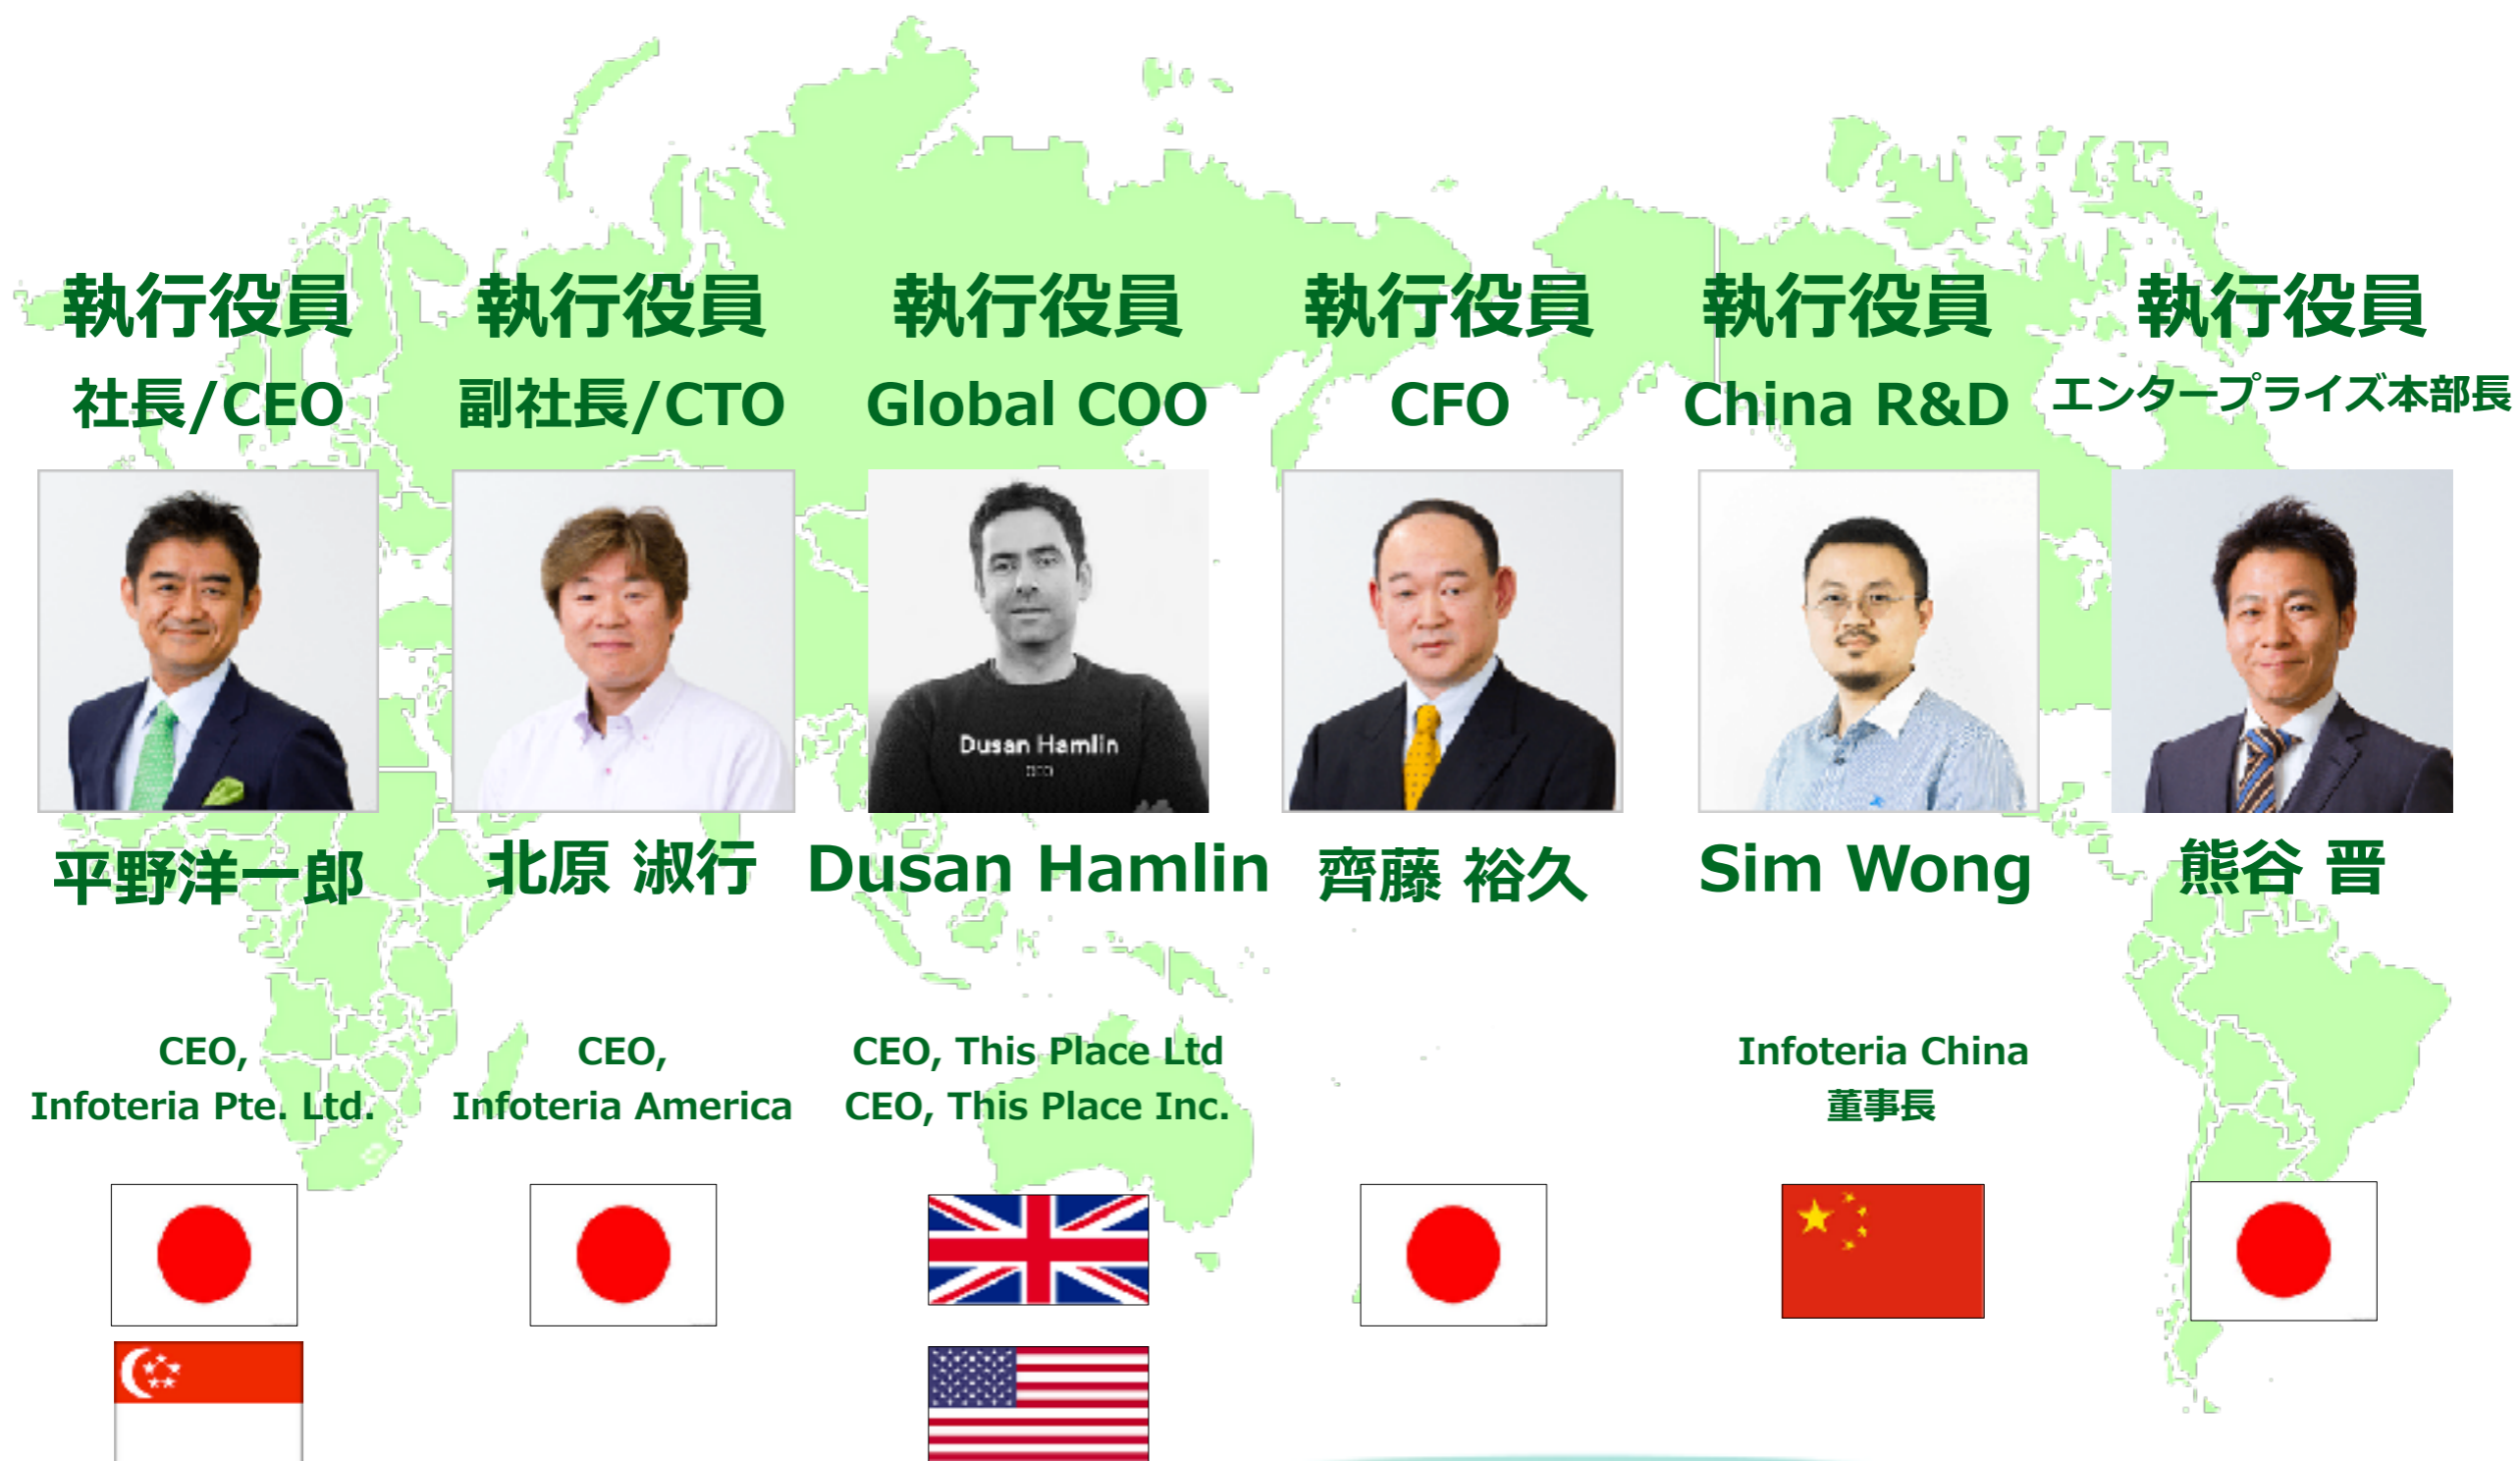 執行役員
社長/CEO
平野洋一郎
CEO,
Infoteria Pte. Ltd.
執行役員
副社長/CTO
北原 淑行
CEO,
Infoteria America
執行役員
Global COO
Dusan Hamlin
Dusan Hamlin
CEO, This Place Ltd
CEO, This Place Inc.
執行役員
CFO
齊藤 裕久
執行役員
China R&D
Sim Wong
Infoteria China
董事長
執行役員
エンタープライズ本部長
熊谷 晋